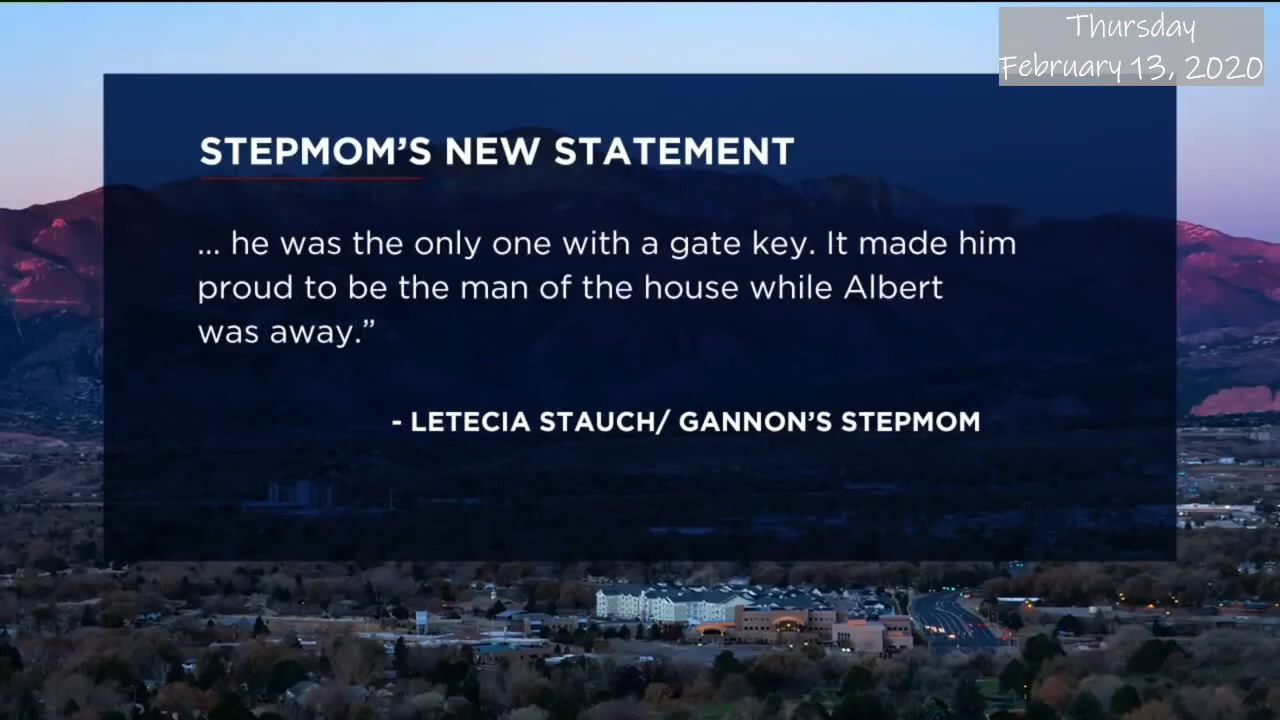 Thursday
February 13, 2020
STEPMOM’S NEW STATEMENT
... he was the only one with a gate key. It made him
proud to be the man of the house while Albert
was away.”
- LETECIA STAUCH/ GANNON’S STEPMOM